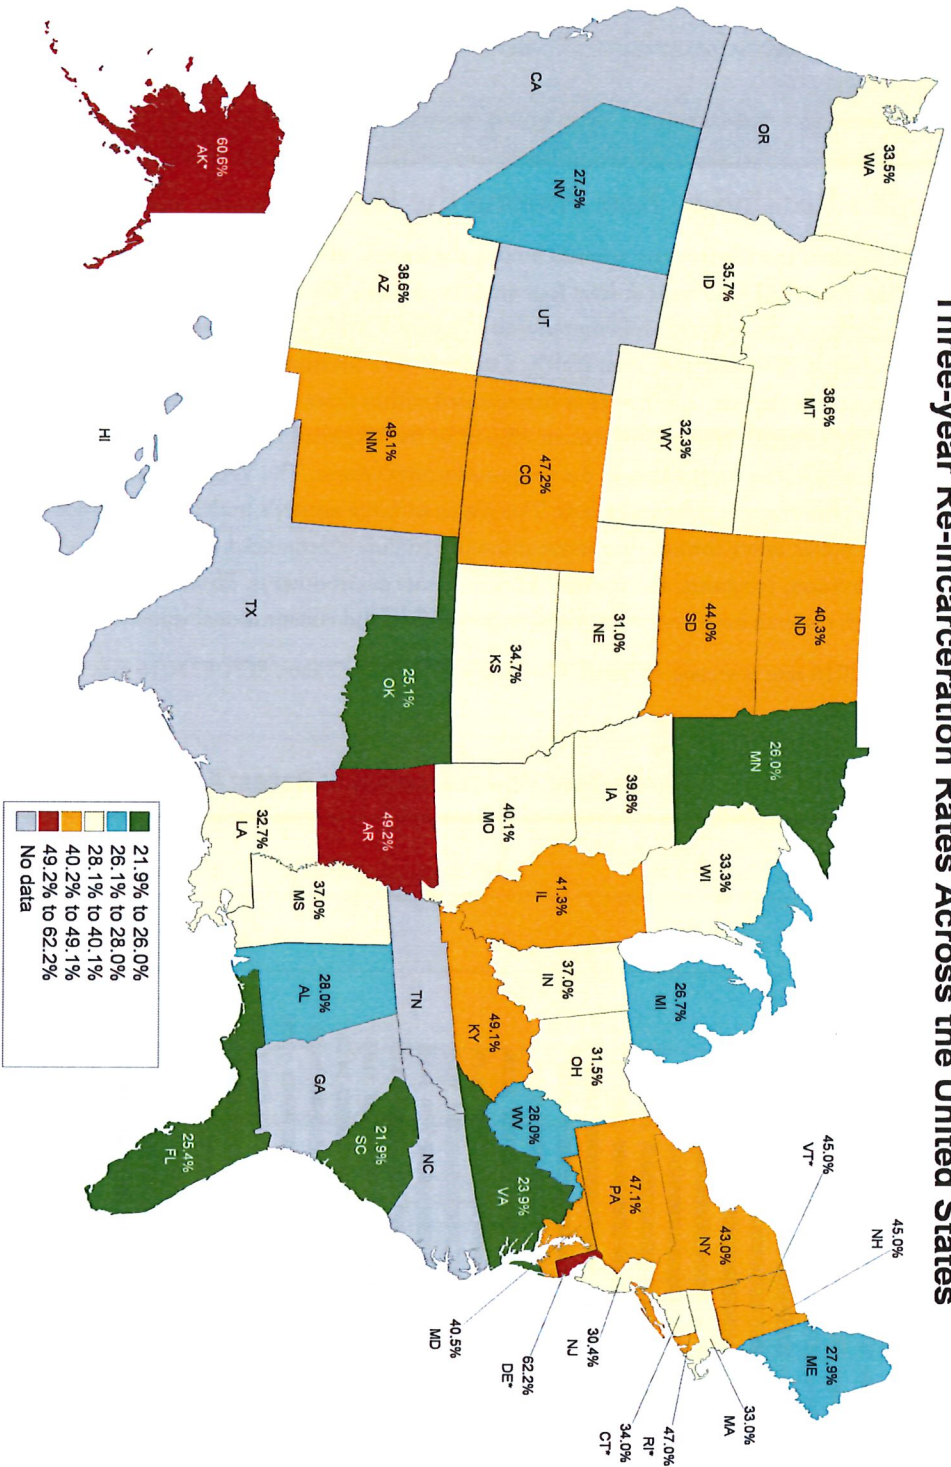 Three-year Re-Incarceration Rates Across the United States
33.5%
WA
38.6%
MT
40.3%
ND
26.0%
MN
45.0%
VT*
45.0%
NH
27.9%
ME
OR
35.7%
ID
32.3%
WY
44.0%
SD
33.3%
WI
26.7%
MI
43.0%
NY
33.0%
MA
47.0%
RI*
34.0%
CT*
27.5%
NV
UT
47.2%
CO
31.0%
NE
39.8%
IA
41.3%
IL
37.0%
IN
31.5%
OH
47.1%
PA
30.4%
NJ
62.2%
DE*
40.5%
MD
CA
38.6%
AZ
49.1%
NM
34.7%
KS
40.1%
MO
49.1%
KY
28.0%
WV
23.9%
VA
25.1%
OK
49.2%
AR
TN
NC
TX
32.7%
LA
37.0%
MS
28.0%
AL
GA
21.9%
SC
25.4%
FL
60.6%
AK*
HI
21.9% to 26.0%
26.1% to 28.0%
28.1% to 40.1%
40.2% to 49.1%
49.2% to 62.2%
No data